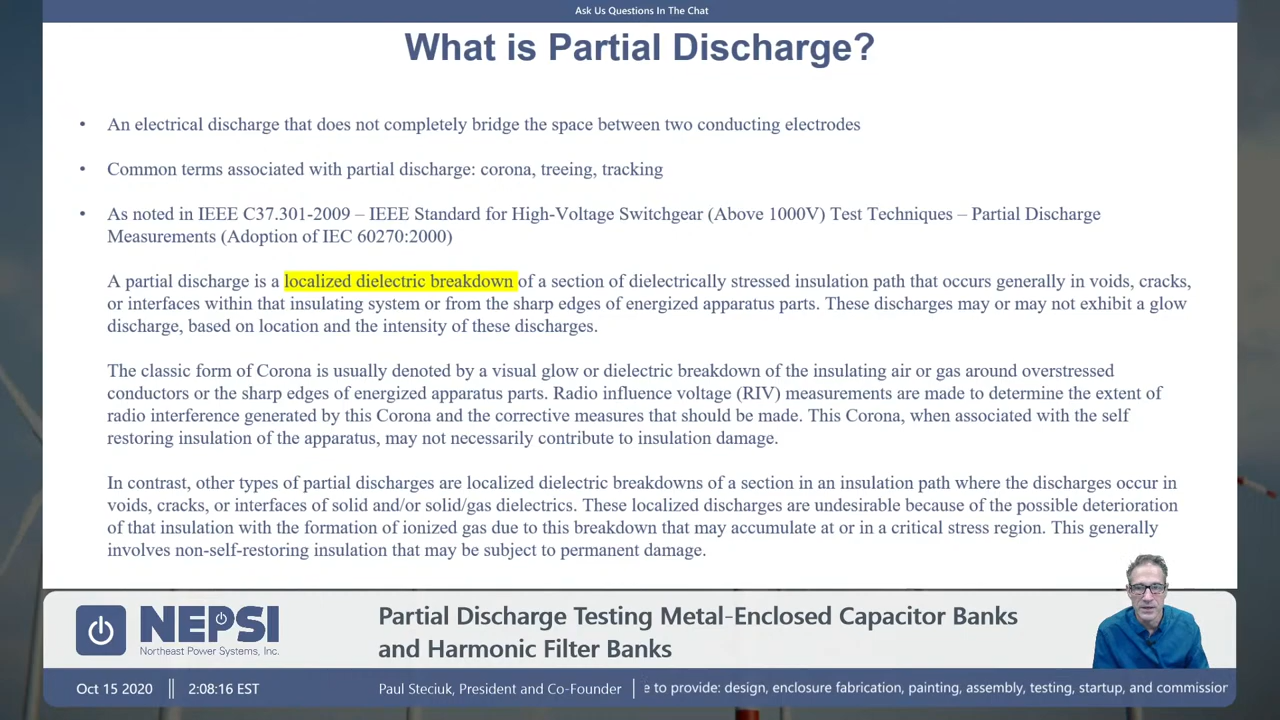 Ask Us Questions In The Chat
What is Partial Discharge?
• An electrical discharge that does not completely bridge the space between two conducting electrodes
• Common terms associated with partial discharge: corona, treeing, tracking
• As noted in IEEE C37.301-2009 – IEEE Standard for High-Voltage Switchgear (Above 1000V) Test Techniques – Partial Discharge
Measurements (Adoption of IEC 60270:2000)
A partial discharge is a localized dielectric breakdown of a section of dielectrically stressed insulation path that occurs generally in voids, cracks,
or interfaces within that insulating system or from the sharp edges of energized apparatus parts. These discharges may or may not exhibit a glow
discharge, based on location and the intensity of these discharges.
The classic form of Corona is usually denoted by a visual glow or dielectric breakdown of the insulating air or gas around overstressed
conductors or the sharp edges of energized apparatus parts. Radio influence voltage (RIV) measurements are made to determine the extent of
radio interference generated by this Corona and the corrective measures that should be made. This Corona, when associated with the self
restoring insulation of the apparatus, may not necessarily contribute to insulation damage.
In contrast, other types of partial discharges are localized dielectric breakdowns of a section in an insulation path where the discharges occur in
voids, cracks, or interfaces of solid and/or solid/gas dielectrics. These localized discharges are undesirable because of the possible deterioration
of that insulation with the formation of ionized gas due to this breakdown that may accumulate at or in a critical stress region. This generally
involves non-self-restoring insulation that may be subject to permanent damage.
NEPSI
Northeast Power Systems, Inc.
Partial Discharge Testing Metal-Enclosed Capacitor Banks
and Harmonic Filter Banks
Oct 15 2020
2:08:16 EST
Paul Steciuk, President and Co-Founder
e to provide: design, enclosure fabrication, painting, assembly, testing, startup, and commission